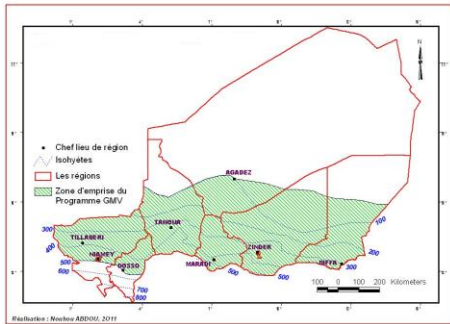 N
Chef lieu de région
Isohyètes
Les régions
Zone d'emprise du
Programme GMV
AGADEZ
100
TAHOUA
300
TILLABERI
400
200
NIAMEY
ZINDER
500
DOSSO
MARADI
DIFFA
600
500
500
300
700
800
100 0 100 200 Kilometers
Réalisation : Nouhou ABDOU, 2011